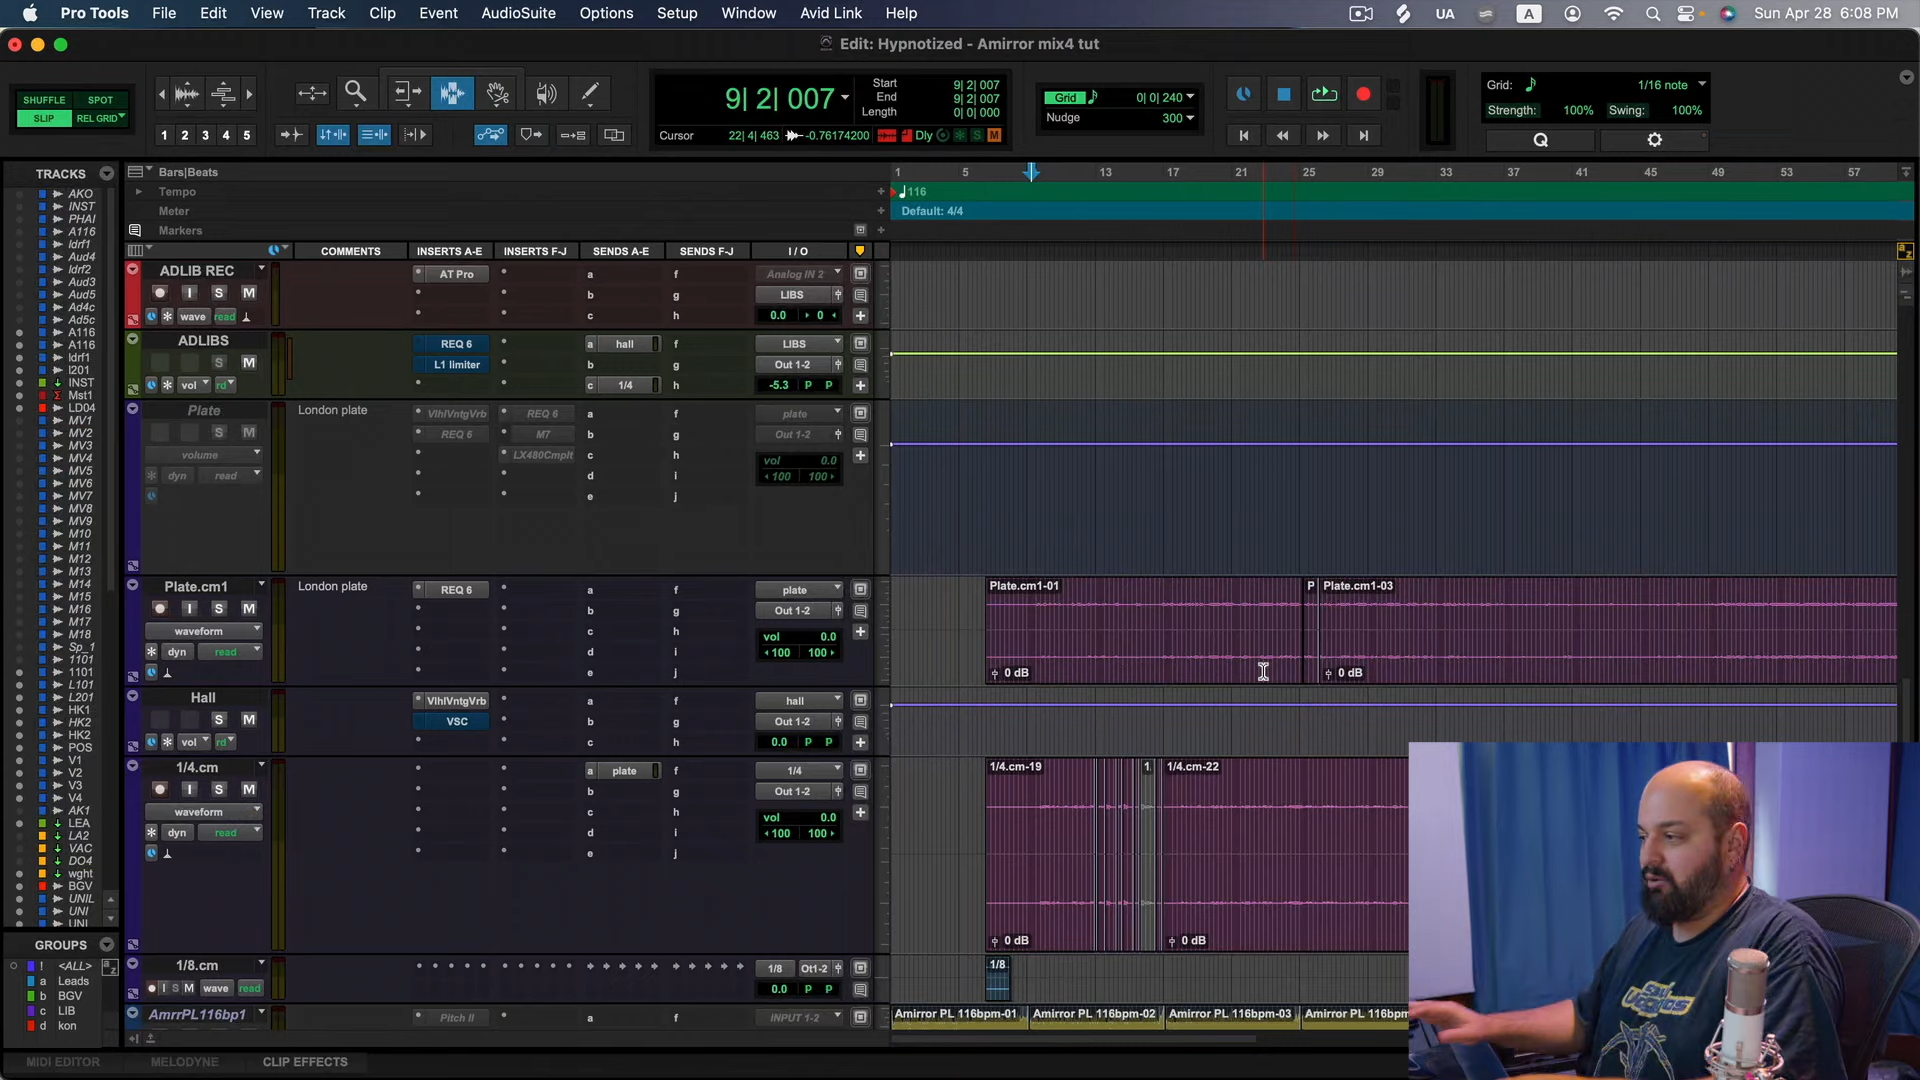 Pro Tools File Edit View Track Clip Event AudioSuite Options Setup Window Avid Link Help
UA A Sun Apr 28 6:08 PM
Edit: Hypnotized - Amirror mix4 tut
SHUFFLE SPOT
SLIP REL GRID
1 2 3 4 5
9| 2| 007
Start 9| 2| 007
End 9| 2| 007
Length 0| 0| 000
Cursor 22| 4| 463 -0.76174200 Dly S M
Grid 0| 0| 240
Nudge 300
Grid: 1/16 note
Strength: 100% Swing: 100%
Q
TRACKS
AKO
INST
PHAI
A116
ldrf1
Aud4
ldrf2
Aud3
Aud5
Ad4c
Ad5c
A116
A116
ldrf1
I201
INST
Mst1
LD04
MV1
MV2
MV3
MV4
MV5
MV6
MV7
MV8
MV9
M10
M11
M12
M13
M14
M15
M16
M17
M18
Sp_1
1101
1101
L101
L201
HK1
HK2
HK2
POS
V1
V2
V3
V4
AK1
LEA
LA2
VAC
DO4
wght
BGV
UNIL
UNI
UNI
GROUPS
! <ALL>
a Leads
b BGV
c LIB
d kon
Bars|Beats
1 5 13 17 21 25 29 33 37 41 45 49 53 57
Tempo
116
Meter
Default: 4/4
Markers
COMMENTS INSERTS A-E INSERTS F-J SENDS A-E SENDS F-J I / O
ADLIB REC
I S M
wave read
AT Pro
a f Analog IN 2
b g LIBS
c h 0.0 0
ADLIBS
S M
vol rd
REQ 6
L1 limiter
a hall f LIBS
b g Out 1-2
c 1/4 h -5.3 P P
Plate
S M
volume
dyn read
London plate
VlhlVntgVrb REQ 6
REQ 6 M7
LX480Cmplt
a f plate
b g Out 1-2
c h vol 0.0
d i 100 100
e j
Plate.cm1
I S M
waveform
dyn read
London plate
REQ 6
a f plate
b g Out 1-2
c h vol 0.0
d i 100 100
e j
Plate.cm1-01 P Plate.cm1-03
0 dB 0 dB
Hall
S M
vol rd
VlhlVntgVrb
VSC
a f hall
b g Out 1-2
c h 0.0 P P
1/4.cm
I S M
waveform
dyn read
a plate f 1/4
b g Out 1-2
c h vol 0.0
d i 100 100
e j
1/4.cm-19 1. 1/4.cm-22
0 dB 0 dB
1/8.cm
I S M wave read
1/8 Ot1-2
0.0 P P
1/8
AmrrPL116bp1
Pitch II
a f INPUT 1-2
Amirror PL 116bpm-01 Amirror PL 116bpm-02 Amirror PL 116bpm-03 Amirror PL 116bpm
MIDI EDITOR MELODYNE CLIP EFFECTS